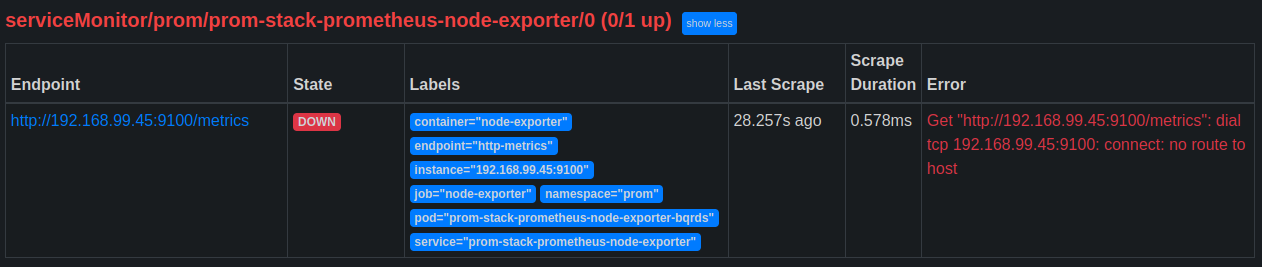 serviceMonitor/prom/prom-stack-prometheus-node-exporter/0 (0/1 up) show less
Endpoint State Labels Last Scrape Scrape Duration Error
http://192.168.99.45:9100/metrics DOWN container="node-exporter" 28.257s ago 0.578ms Get "http://192.168.99.45:9100/metrics": dial
endpoint="http-metrics" tcp 192.168.99.45:9100: connect: no route to
instance="192.168.99.45:9100" host
job="node-exporter" namespace="prom"
pod="prom-stack-prometheus-node-exporter-bqrds"
service="prom-stack-prometheus-node-exporter"